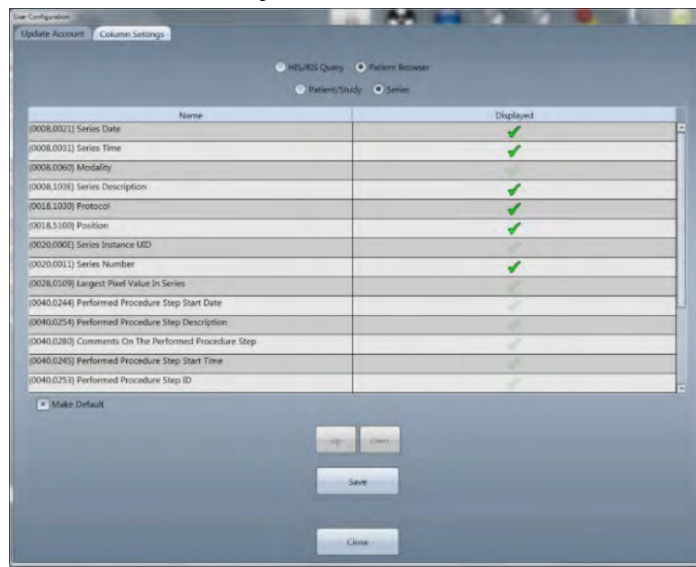 User Configuration
Update Account Column Settings
HIS/RIS Query Patient Browser
Patient/Study Series
Name Displayed
(0008,0021) Series Date
(0008,0031) Series Time
(0008,0060) Modality
(0008,103E) Series Description
(0018,1030) Protocol
(0018,5100) Position
(0020,000E) Series Instance UID
(0020,0011) Series Number
(0028,0109) Largest Pixel Value In Series
(0040,0244) Performed Procedure Step Start Date
(0040,0254) Performed Procedure Step Description
(0040,0280) Comments On The Performed Procedure Step
(0040,0245) Performed Procedure Step Start Time
(0040,0253) Performed Procedure Step ID
Make Default
Up Down
Save
Close